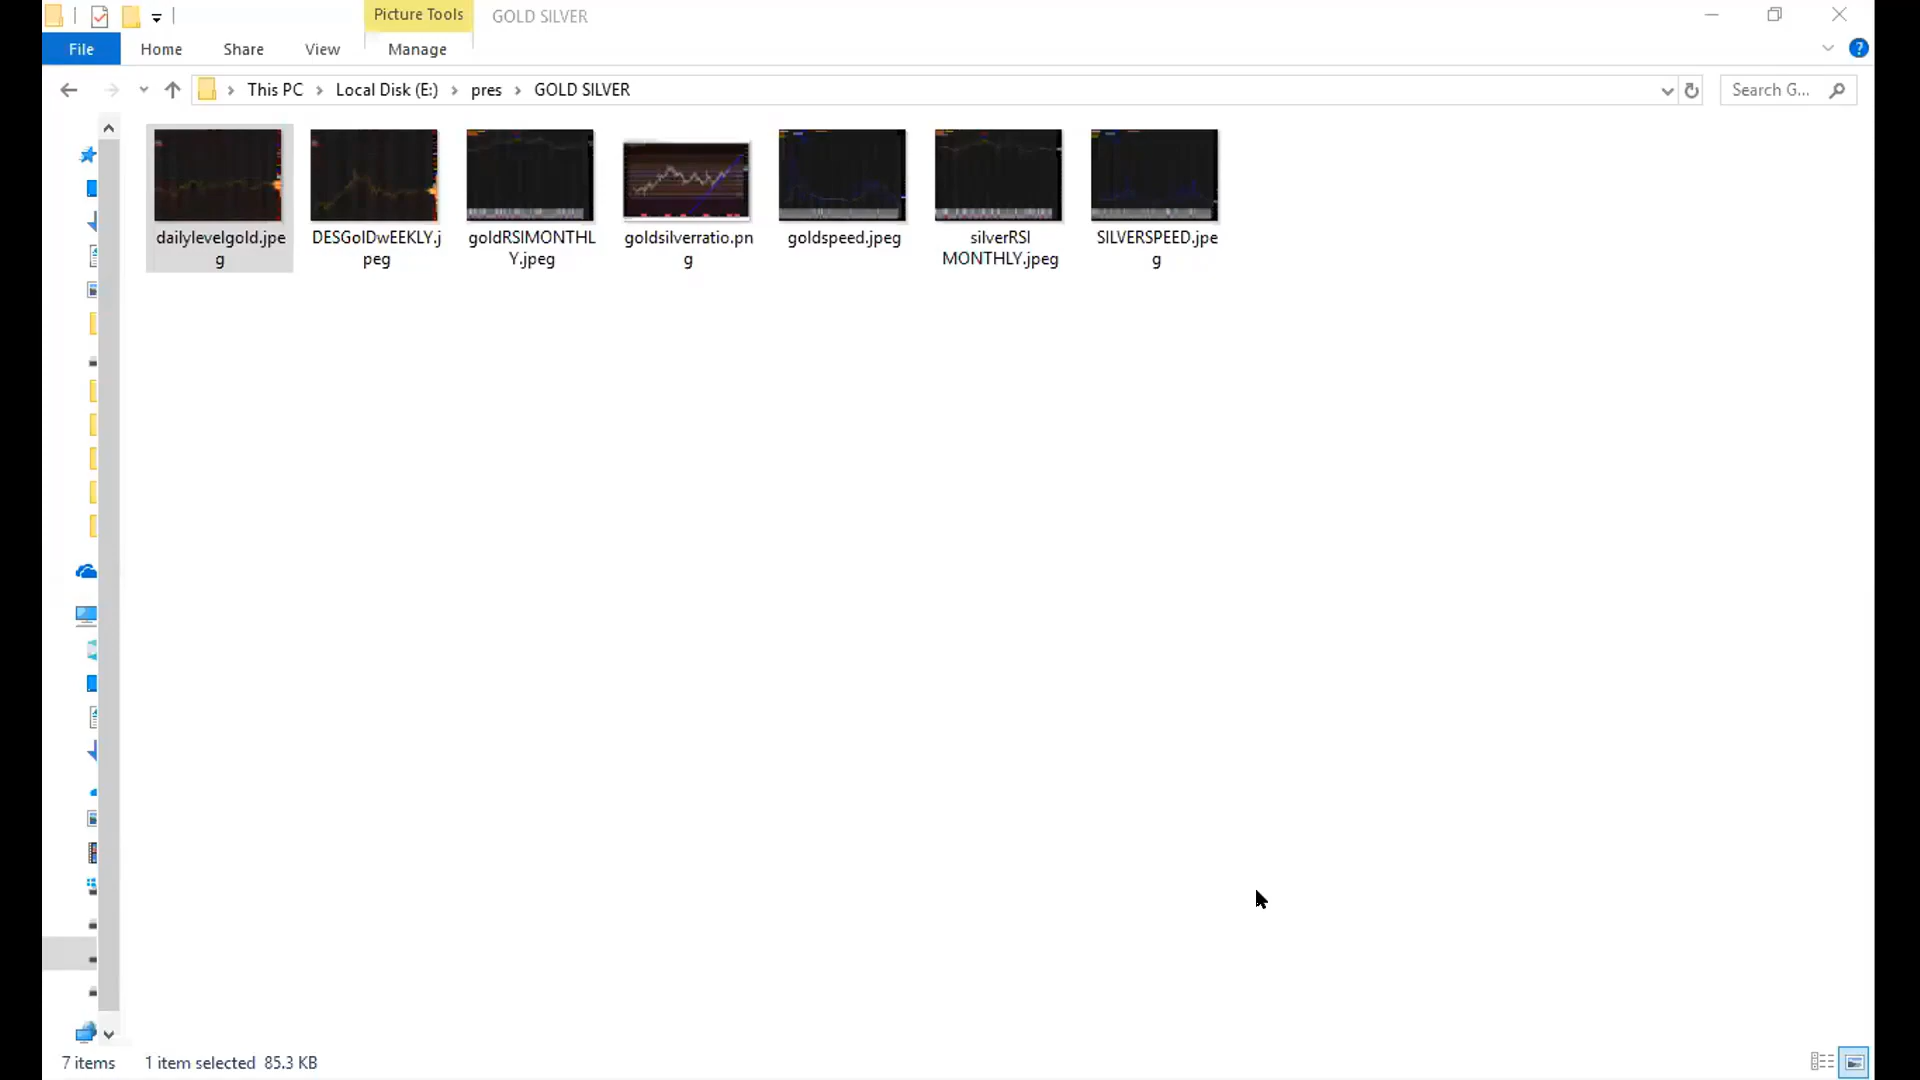 Picture Tools
GOLD SILVER
File
Home
Share
View
Manage
This PC
Local Disk (E:)
pres
GOLD SILVER
Search G...
dailylevelgold.jpe
g
DESGolDwEEKLY.j
peg
goldRSIMONTHL
Y.jpeg
goldsilverratio.pn
g
goldspeed.jpeg
silverRSI
MONTHLY.jpeg
SILVERSPEED.jpe
g
7 items
1 item selected 85.3 KB